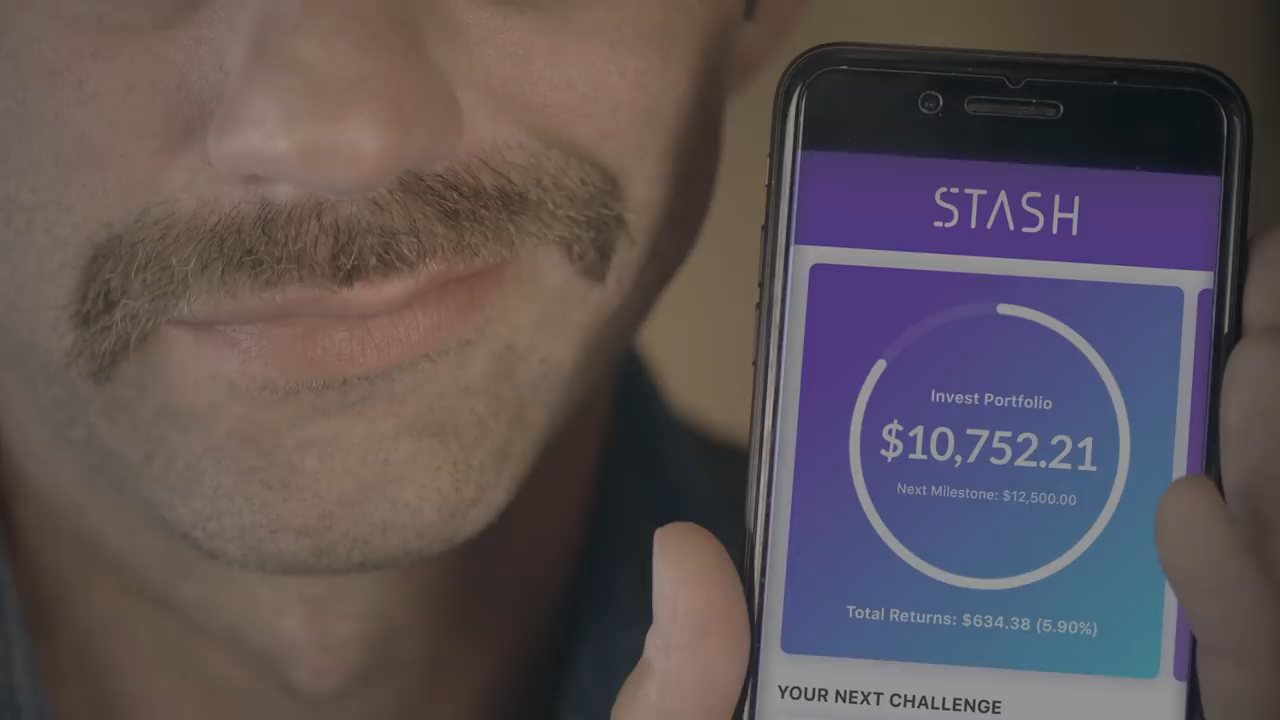 STASH
Invest Portfolio
$10,752.21
Next Milestone: $12,500.00
Total Returns: $634.38 (5.90%)
YOUR NEXT CHALLENGE